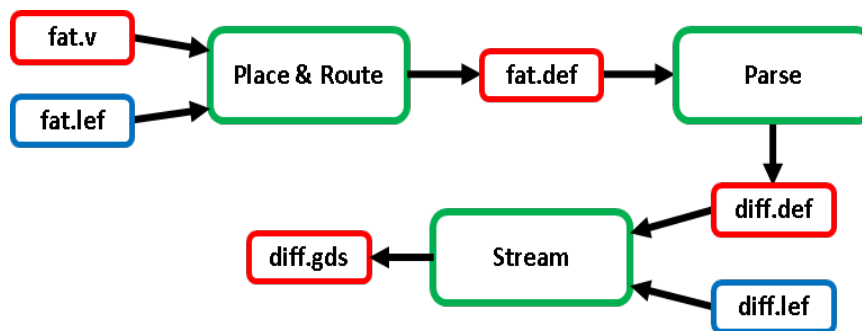 fat.v
Place & Route
fat.def
Parse
fat.lef
diff.def
diff.gds
Stream
diff.lef